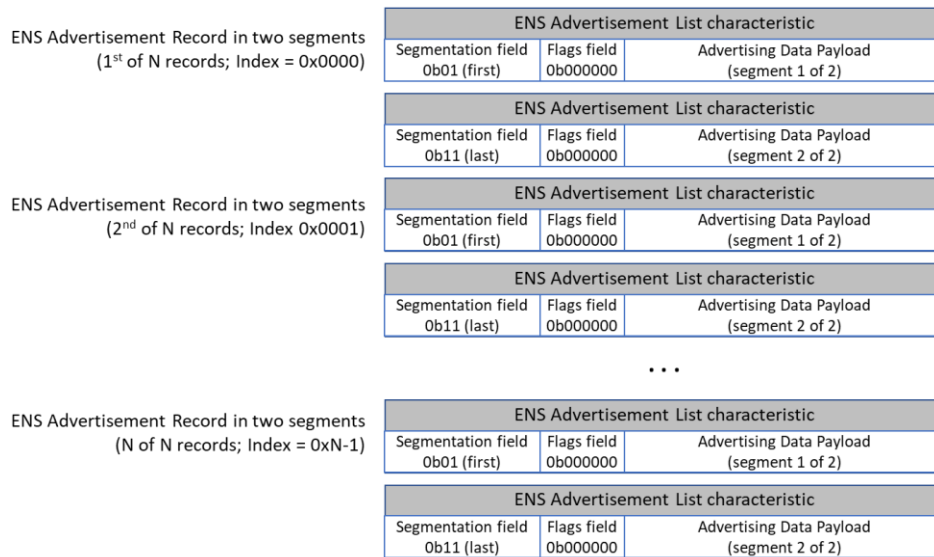 ENS Advertisement Record in two segments
(1st of N records; Index = 0x0000)
ENS Advertisement List characteristic
Segmentation field
0b01 (first)
Flags field
0b000000
Advertising Data Payload
(segment 1 of 2)
ENS Advertisement List characteristic
Segmentation field
0b11 (last)
Flags field
0b000000
Advertising Data Payload
(segment 2 of 2)
ENS Advertisement Record in two segments
(2nd of N records; Index 0x0001)
ENS Advertisement List characteristic
Segmentation field
0b01 (first)
Flags field
0b000000
Advertising Data Payload
(segment 1 of 2)
ENS Advertisement List characteristic
Segmentation field
0b11 (last)
Flags field
0b000000
Advertising Data Payload
(segment 2 of 2)
...
ENS Advertisement Record in two segments
(N of N records; Index = 0xN-1)
ENS Advertisement List characteristic
Segmentation field
0b01 (first)
Flags field
0b000000
Advertising Data Payload
(segment 1 of 2)
ENS Advertisement List characteristic
Segmentation field
0b11 (last)
Flags field
0b000000
Advertising Data Payload
(segment 2 of 2)